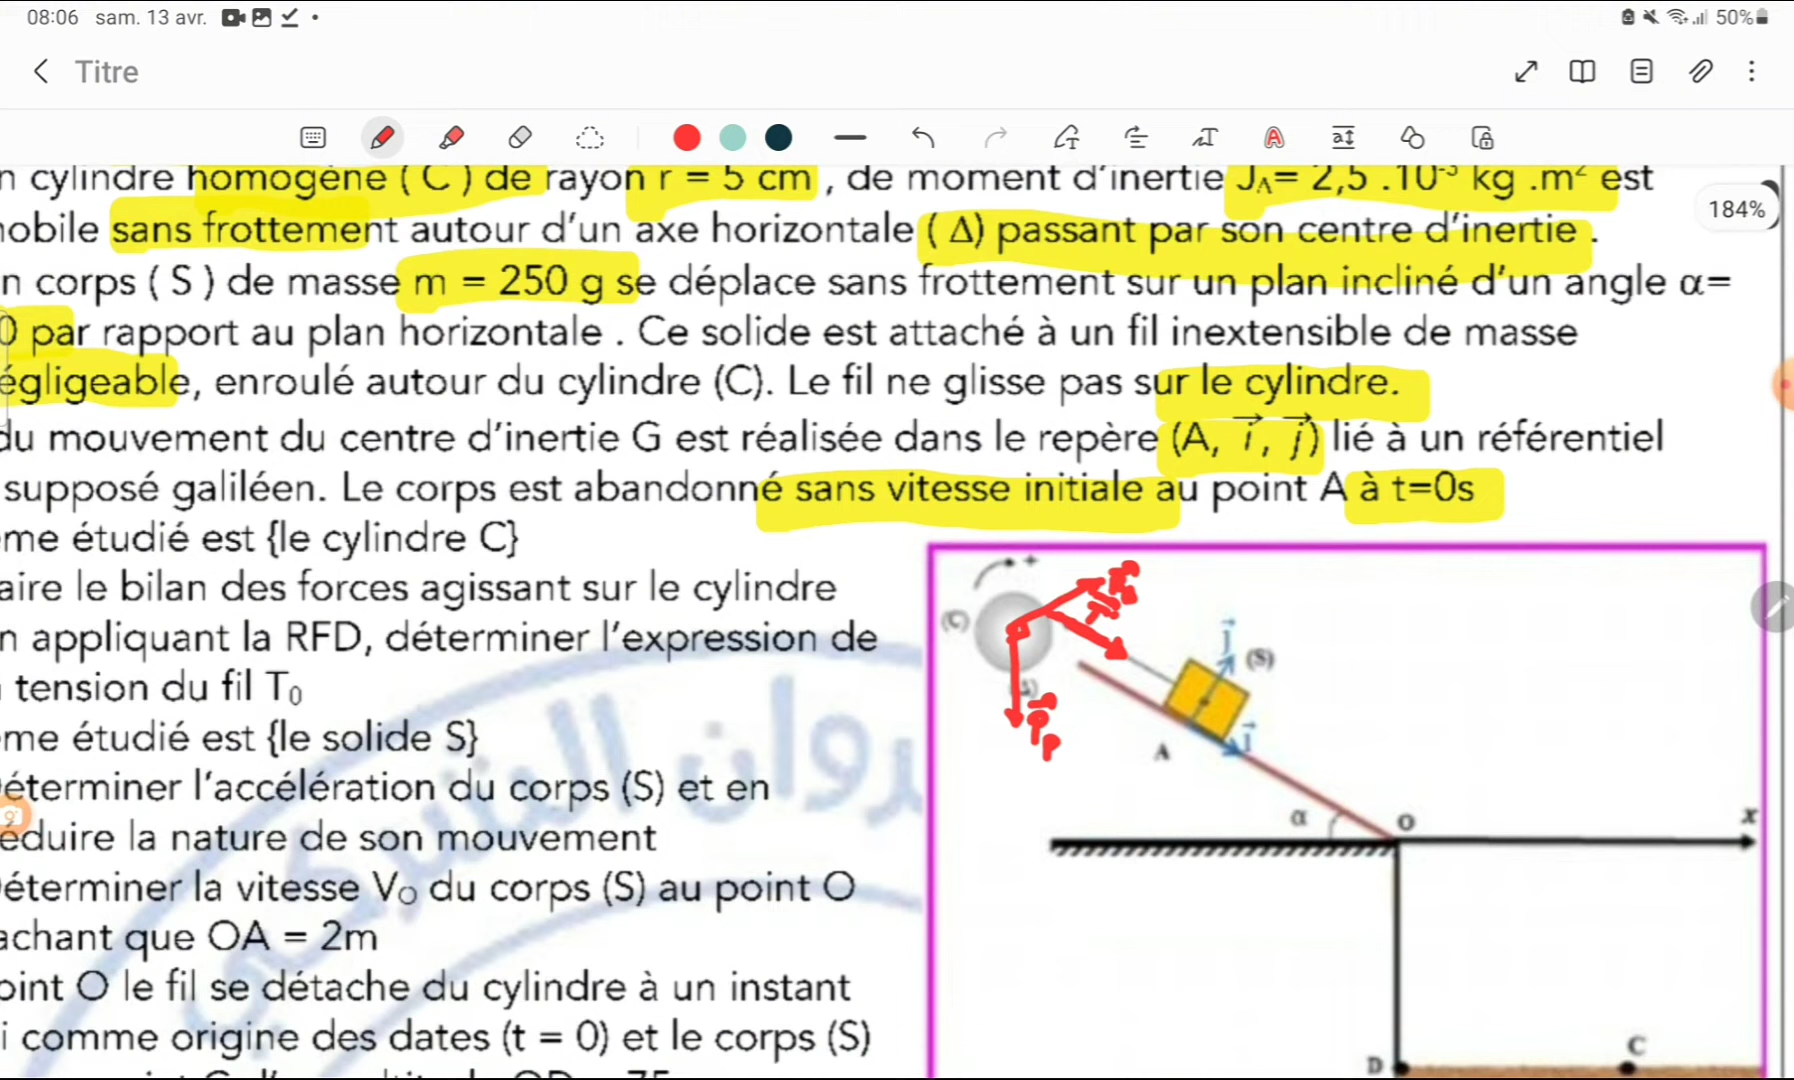 08:06 sam. 13 avr.
50%
Titre
n cylindre homogène ( C ) de rayon r = 5 cm , de moment d'inertie J = 2,5 .10 kg .m² est
184%
obile sans frottement autour d'un axe horizontale ( Δ) passant par son centre d'inertie .
n corps ( S ) de masse m = 250 g se déplace sans frottement sur un plan incliné d'un angle α=
0 par rapport au plan horizontale . Ce solide est attaché à un fil inextensible de masse
égligeable, enroulé autour du cylindre (C). Le fil ne glisse pas sur le cylindre.
du mouvement du centre d'inertie G est réalisée dans le repère (A, i⃗, j⃗) lié à un référentiel
supposé galiléen. Le corps est abandonné sans vitesse initiale au point A à t=0s
me étudié est {le cylindre C}
aire le bilan des forces agissant sur le cylindre
n appliquant la RFD, déterminer l'expression de
tension du fil T₀
me étudié est {le solide S}
éterminer l'accélération du corps (S) et en
éduire la nature de son mouvement
éterminer la vitesse V₀ du corps (S) au point O
achant que OA = 2m
oint O le fil se détache du cylindre à un instant
i comme origine des dates (t = 0) et le corps (S)
+
(C)
j⃗
(S)
P
A
i⃗
α
O
x
D
C